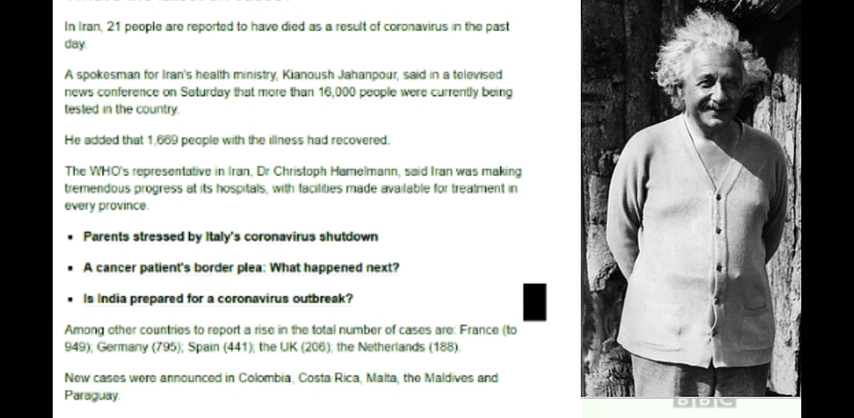 In Iran, 21 people are reported to have died as a result of coronavirus in the past
day.
A spokesman for Iran's health ministry, Kianoush Jahanpour, said in a televised
news conference on Saturday that more than 16,000 people were currently being
tested in the country.
He added that 1,669 people with the illness had recovered.
The WHO's representative in Iran, Dr Christoph Hamelmann, said Iran was making
tremendous progress at its hospitals, with facilities made available for treatment in
every province.
Parents stressed by Italy's coronavirus shutdown
A cancer patient's border plea: What happened next?
Is India prepared for a coronavirus outbreak?
Among other countries to report a rise in the total number of cases are: France (to
949); Germany (795); Spain (441); the UK (206); the Netherlands (188).
New cases were announced in Colombia, Costa Rica, Malta, the Maldives and
Paraguay.
BBC